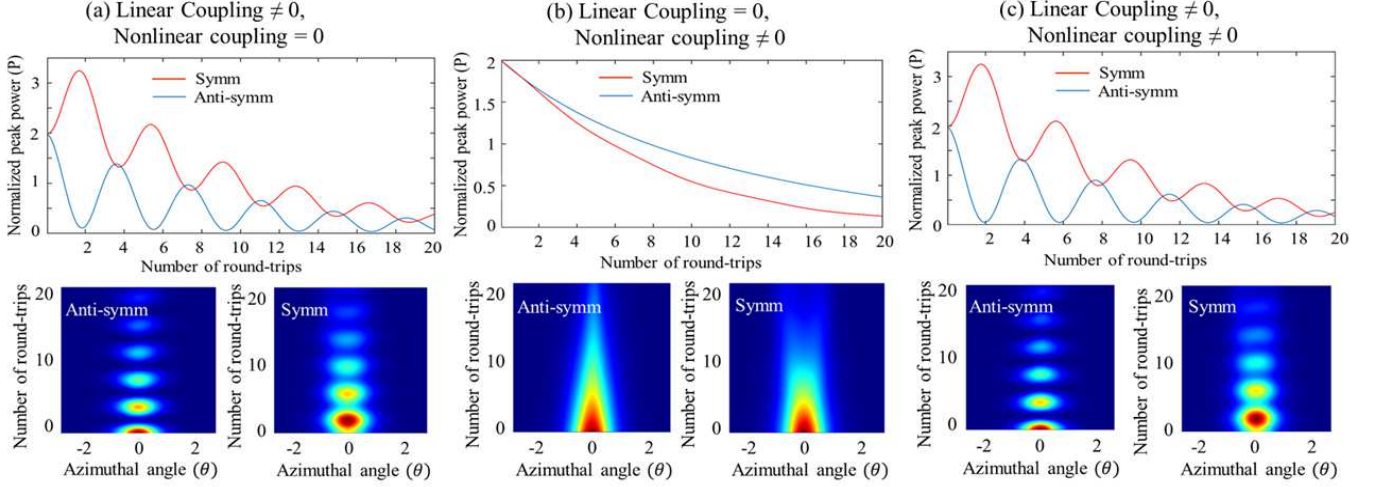 (a) Linear Coupling ≠ 0,
Nonlinear coupling = 0
Normalized peak power (P)
3
2
1
0
Symm
Anti-symm
2 4 6 8 10 12 14 16 18 20
Number of round-trips
Number of round-trips
20
10
0
Anti-symm
-2 0 2
Azimuthal angle (θ)
Number of round-trips
20
10
0
Symm
-2 0 2
Azimuthal angle (θ)
(b) Linear Coupling = 0,
Nonlinear coupling ≠ 0
Normalized peak power (P)
2
1.5
1
0.5
0
Symm
Anti-symm
2 4 6 8 10 12 14 16 18 20
Number of round-trips
Number of round-trips
20
10
0
Anti-symm
-2 0 2
Azimuthal angle (θ)
Number of round-trips
20
10
0
Symm
-2 0 2
Azimuthal angle (θ)
(c) Linear Coupling ≠ 0,
Nonlinear coupling ≠ 0
Normalized peak power (P)
3
2
1
0
Symm
Anti-symm
2 4 6 8 10 12 14 16 18 20
Number of round-trips
Number of round-trips
20
10
0
Anti-symm
-2 0 2
Azimuthal angle (θ)
Number of round-trips
20
10
0
Symm
-2 0 2
Azimuthal angle (θ)